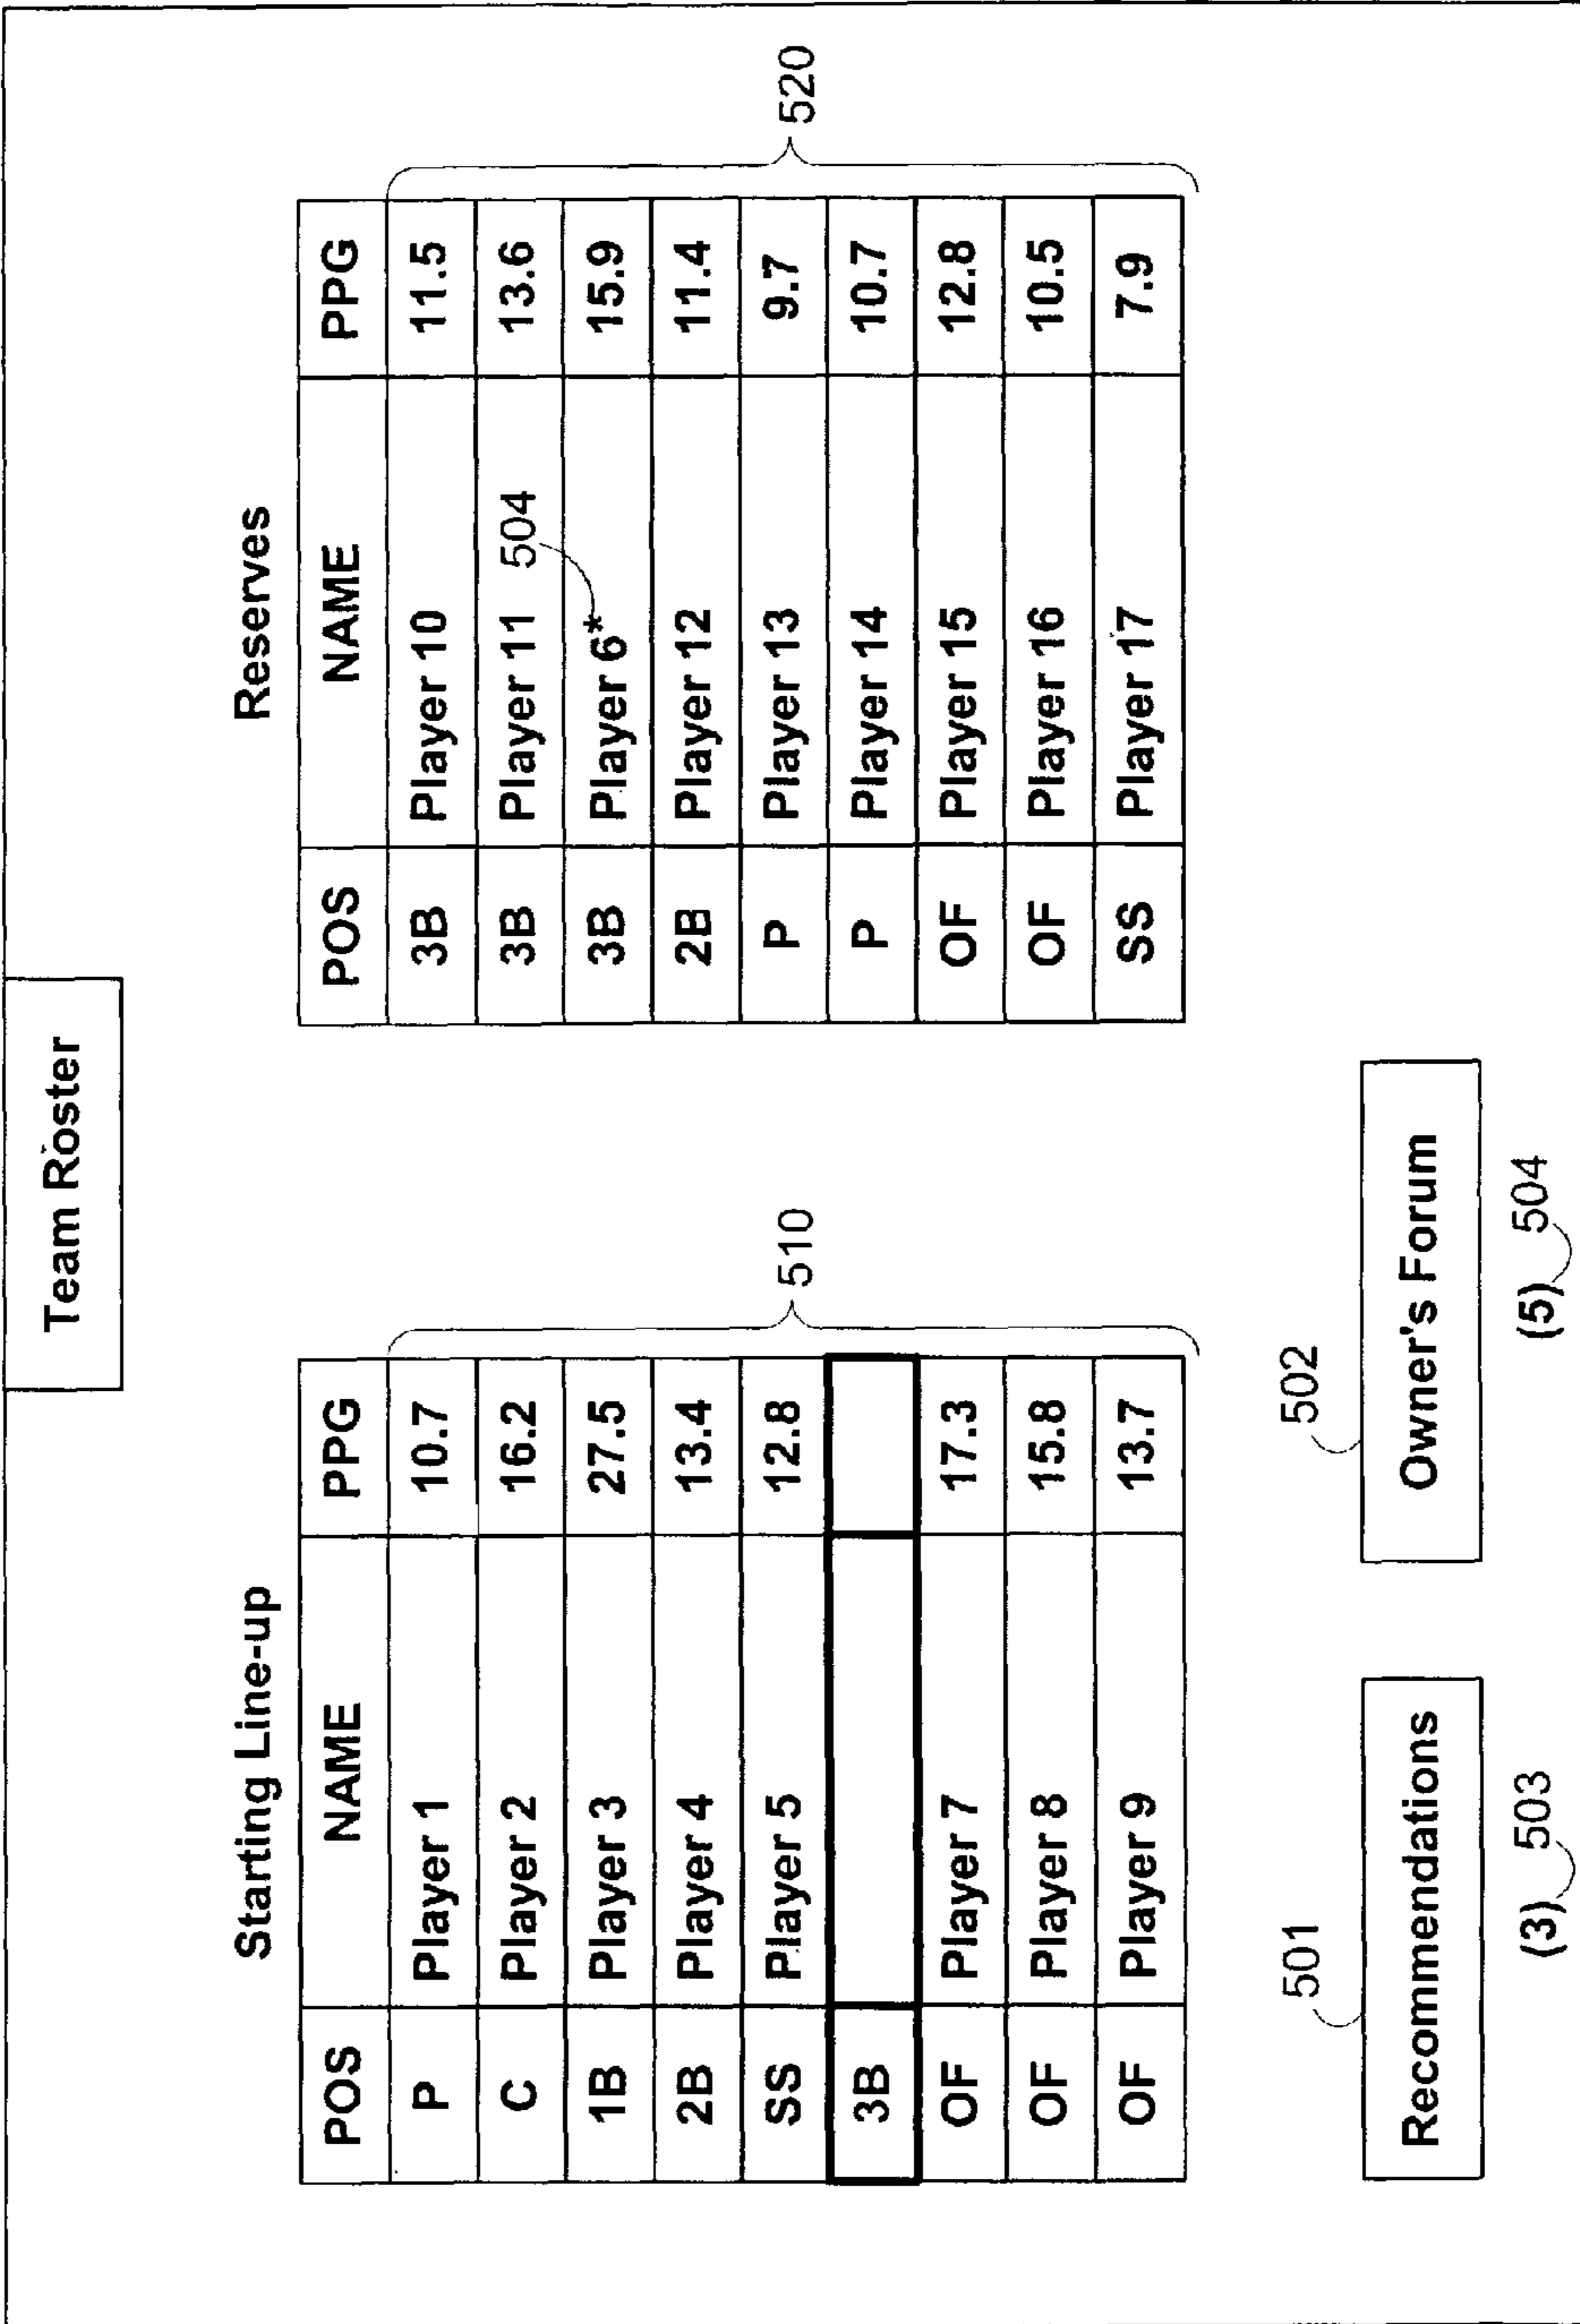 Team Roster
Starting Line-up
POS NAME PPG
P Player 1 10.7
C Player 2 16.2
1B Player 3 27.5
2B Player 4 13.4
SS Player 5 12.8
3B
OF Player 7 17.3
OF Player 8 15.8
OF Player 9 13.7
510
Reserves
POS NAME PPG
3B Player 10 11.5
3B Player 11 504 13.6
3B Player 6* 15.9
2B Player 12 11.4
P Player 13 9.7
P Player 14 10.7
OF Player 15 12.8
OF Player 16 10.5
SS Player 17 7.9
520
501
Recommendations
(3) 503
502
Owner's Forum
(5) 504